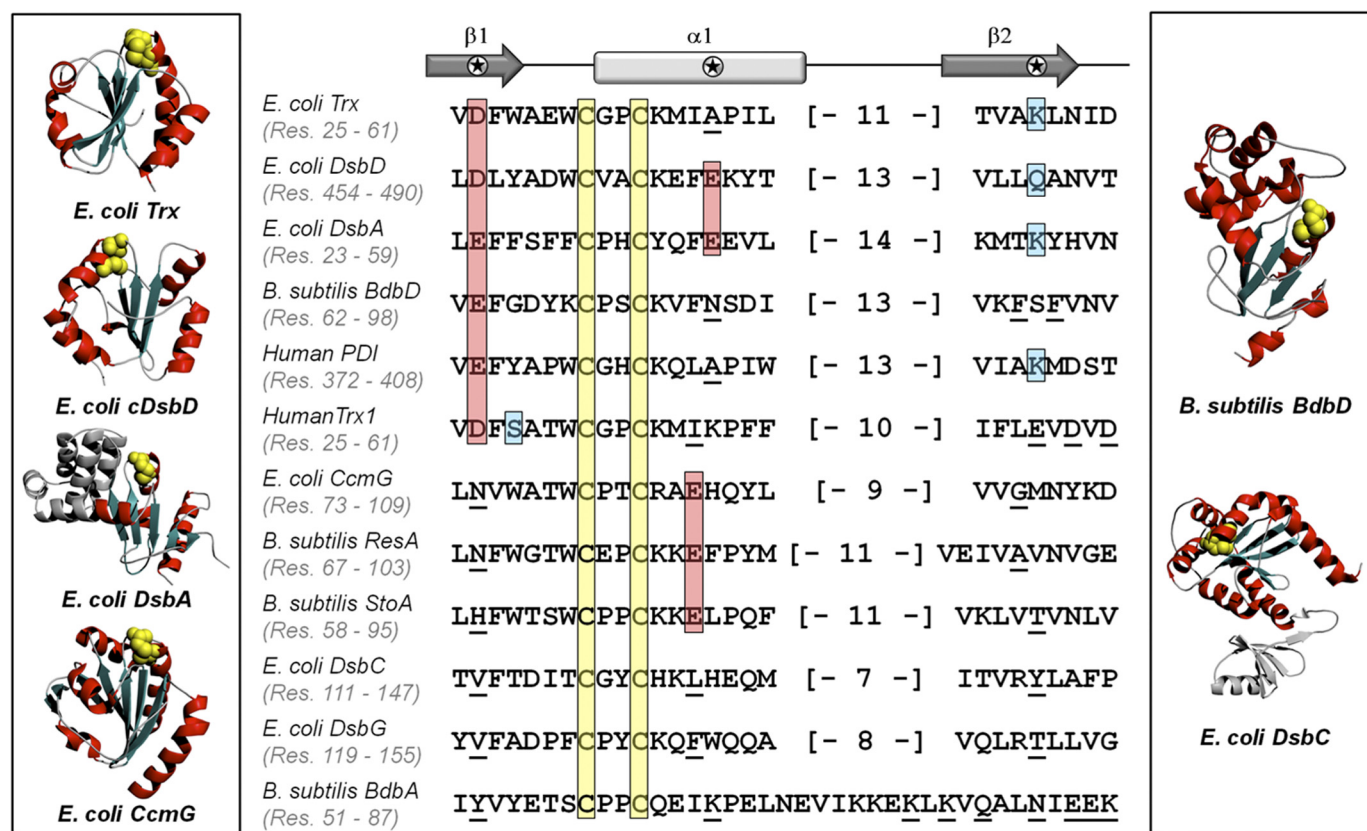 E. coli Trx
E. coli cDsbD
E. coli DsbA
E. coli CcmG
β1 α1 β2
E. coli Trx VDFWAEWCGPCKMIAPIL [- 11 -] TVAKLNID
(Res. 25 - 61)
E. coli DsbD LDLYADWCVACKEFEKYT [- 13 -] VLLQANVT
(Res. 454 - 490)
E. coli DsbA LEFFSFFCPHCYQFEEVL [- 14 -] KMTKYHVN
(Res. 23 - 59)
B. subtilis BdbD VEFGDYKCPSCKVFNSDI [- 13 -] VKFSFVNV
(Res. 62 - 98)
Human PDI VEFYAPWCGHCKQLAPIW [- 13 -] VIAKMDST
(Res. 372 - 408)
HumanTrx1 VDFSATWCGPCKMIKPFF [- 10 -] IFLEVDVD
(Res. 25 - 61)
E. coli CcmG LNVWATWCPTCRAEHQYL [- 9 -] VVGMNYKD
(Res. 73 - 109)
B. subtilis ResA LNFWGTWCEPCKKEFPYM [- 11 -] VEIVAVNVGE
(Res. 67 - 103)
B. subtilis StoA LHFWTSWCPPCKKELPQF [- 11 -] VKLVTVNLV
(Res. 58 - 95)
E. coli DsbC TVFTDITCGYCHKLHEQM [- 7 -] ITVRYLAFP
(Res. 111 - 147)
E. coli DsbG YVFADPFCPYCKQFWQQA [- 8 -] VQLRTLLVG
(Res. 119 - 155)
B. subtilis BdbA IYVYETSCPPCQEIKPELNEVIKKEKLKVQALNIEEK
(Res. 51 - 87)
B. subtilis BdbD
E. coli DsbC